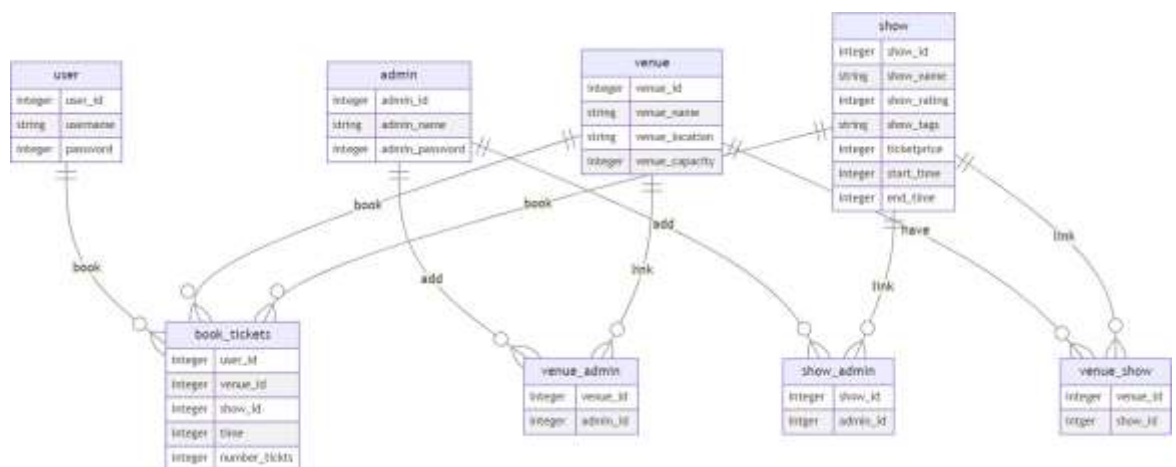 user
Integer user_id
string username
Integer password
admin
Integer admin_id
string admin_name
Integer admin_password
venue
Integer venue_id
string venue_name
string venue_location
Integer venue_capacity
show
Integer show_id
string show_name
Integer show_rating
string show_tags
Integer ticketprice
Integer start_time
Integer end_time
book
book
book
add
add
link
link
have
link
book_tickets
Integer user_id
Integer venue_id
Integer show_id
Integer time
Integer number_tickts
venue_admin
Integer venue_id
Integer admin_id
show_admin
Integer show_id
Intger admin_id
venue_show
Integer venue_id
Intger show_id